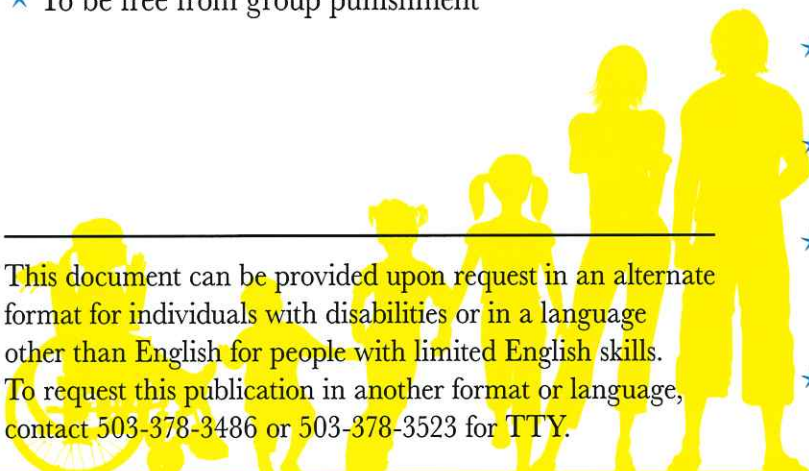 To be free from group punishment
This document can be provided upon request in an alternate
format for individuals with disabilities or in a language
other than English for people with limited English skills.
To request this publication in another format or language,
contact 503-378-3486 or 503-378-3523 for TTY.